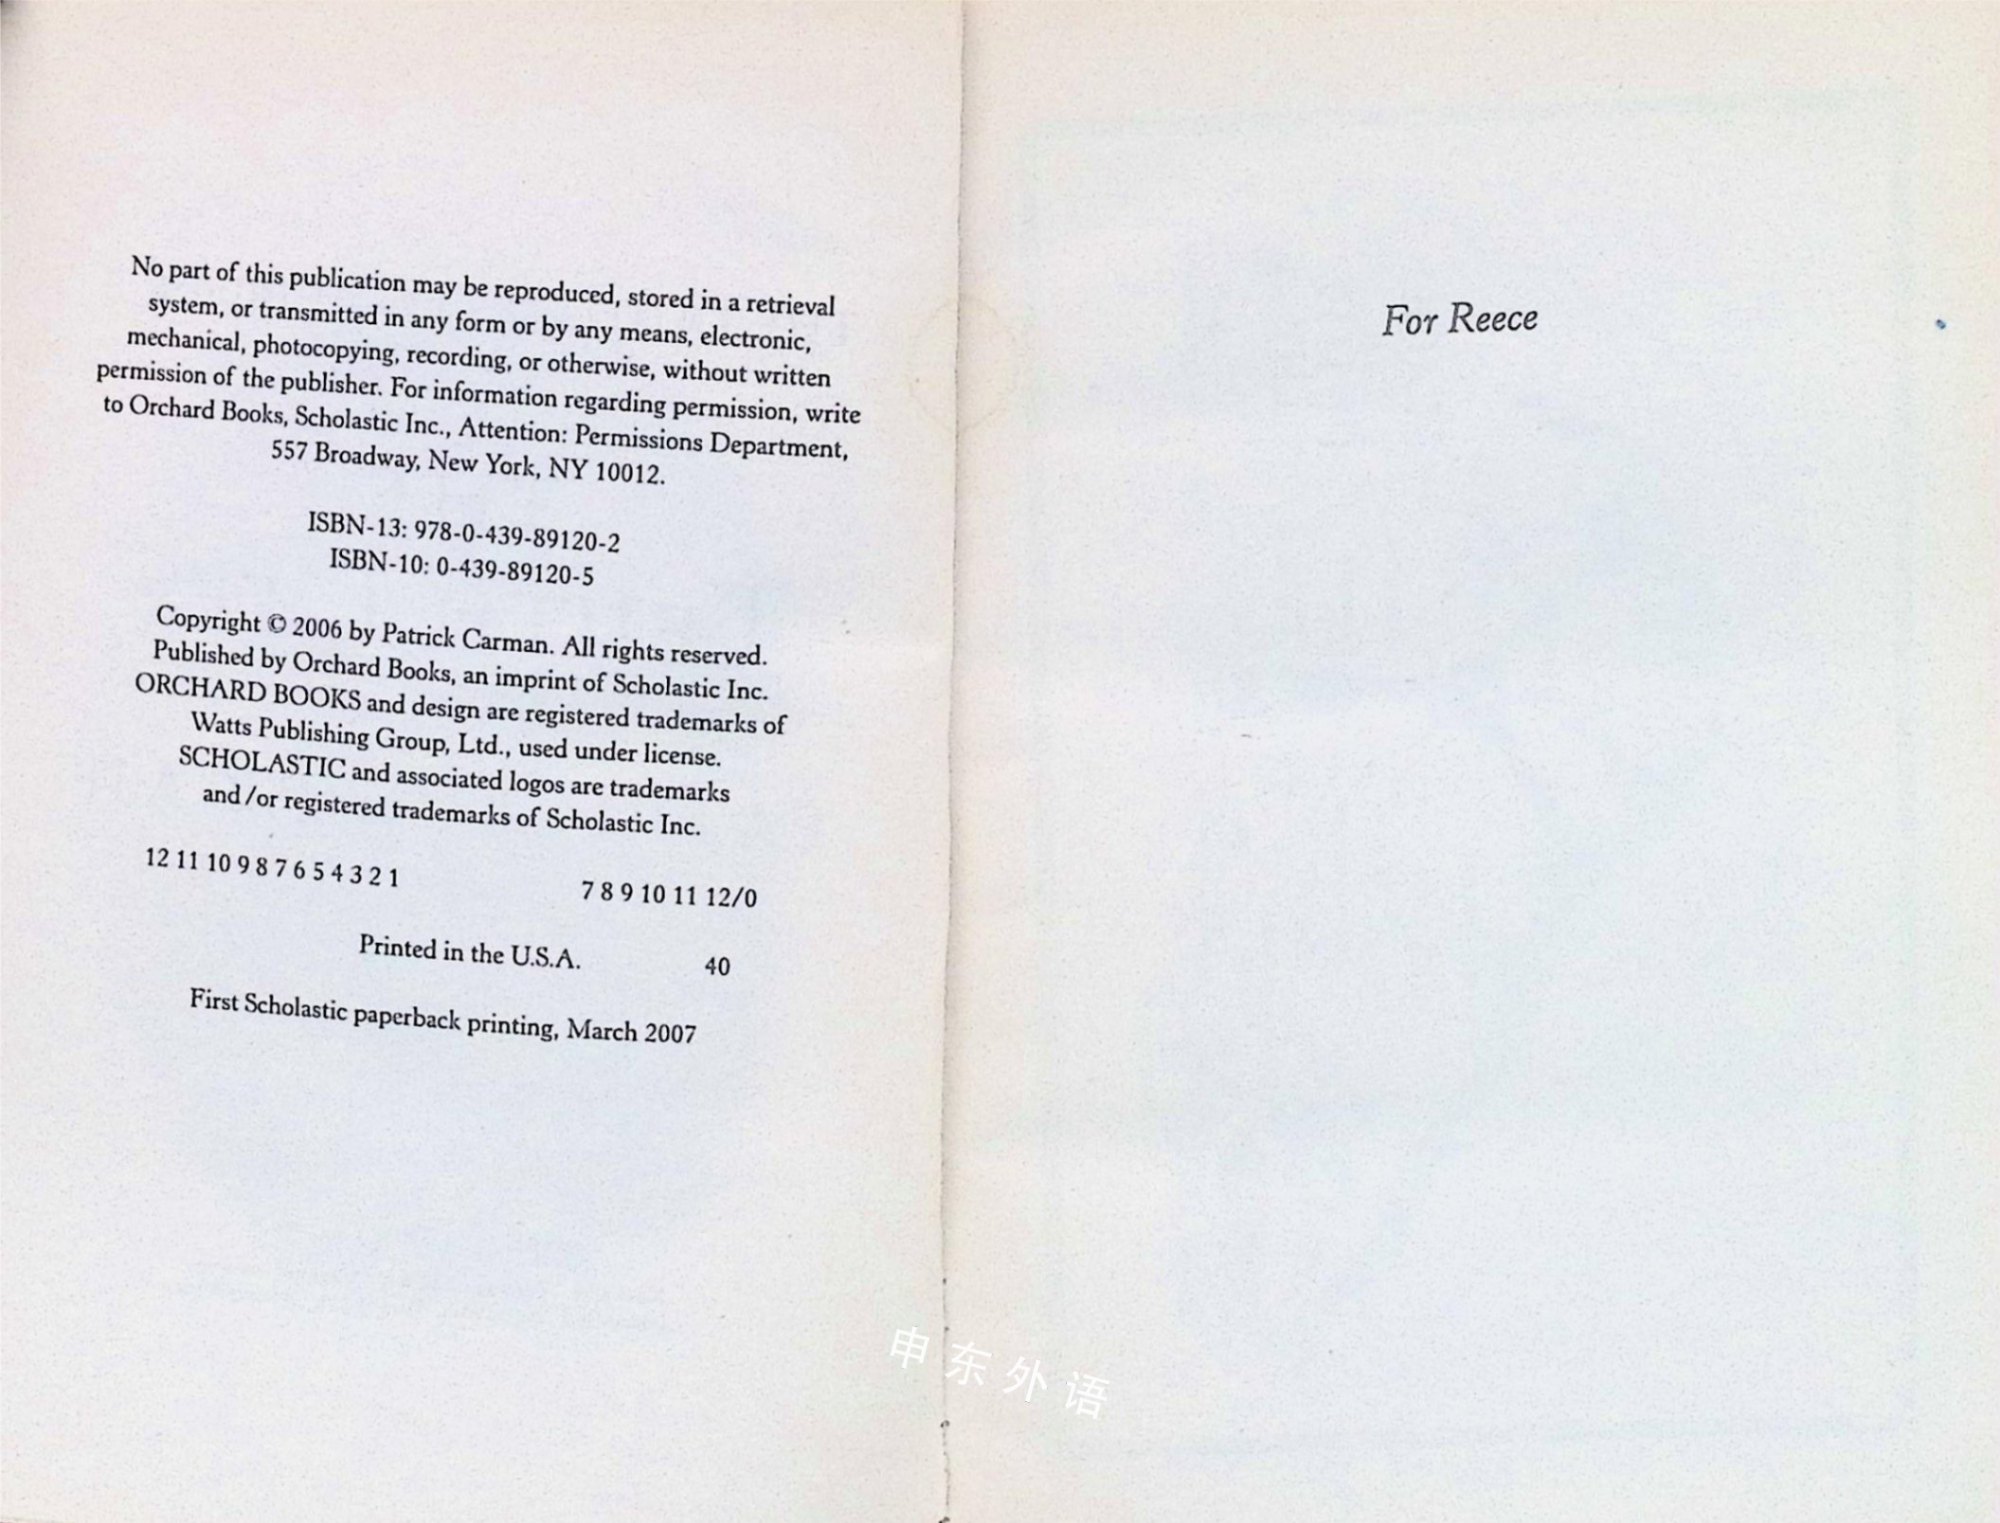 No part of this publication may be reproduced, stored in a retrieval
system, or transmitted in any form or by any means, electronic,
mechanical, photocopying, recording, or otherwise, without written
permission of the publisher. For information regarding permission, write
to Orchard Books, Scholastic Inc., Attention: Permissions Department,
557 Broadway, New York, NY 10012.
ISBN-13: 978-0-439-89120-2
ISBN-10: 0-439-89120-5
Copyright © 2006 by Patrick Carman. All rights reserved.
Published by Orchard Books, an imprint of Scholastic Inc.
ORCHARD BOOKS and design are registered trademarks of
Watts Publishing Group, Ltd., used under license.
SCHOLASTIC and associated logos are trademarks
and/or registered trademarks of Scholastic Inc.
12 11 10 9 8 7 6 5 4 3 2 1 7 8 9 10 11 12/0
Printed in the U.S.A. 40
First Scholastic paperback printing, March 2007
For Reece
申东外语